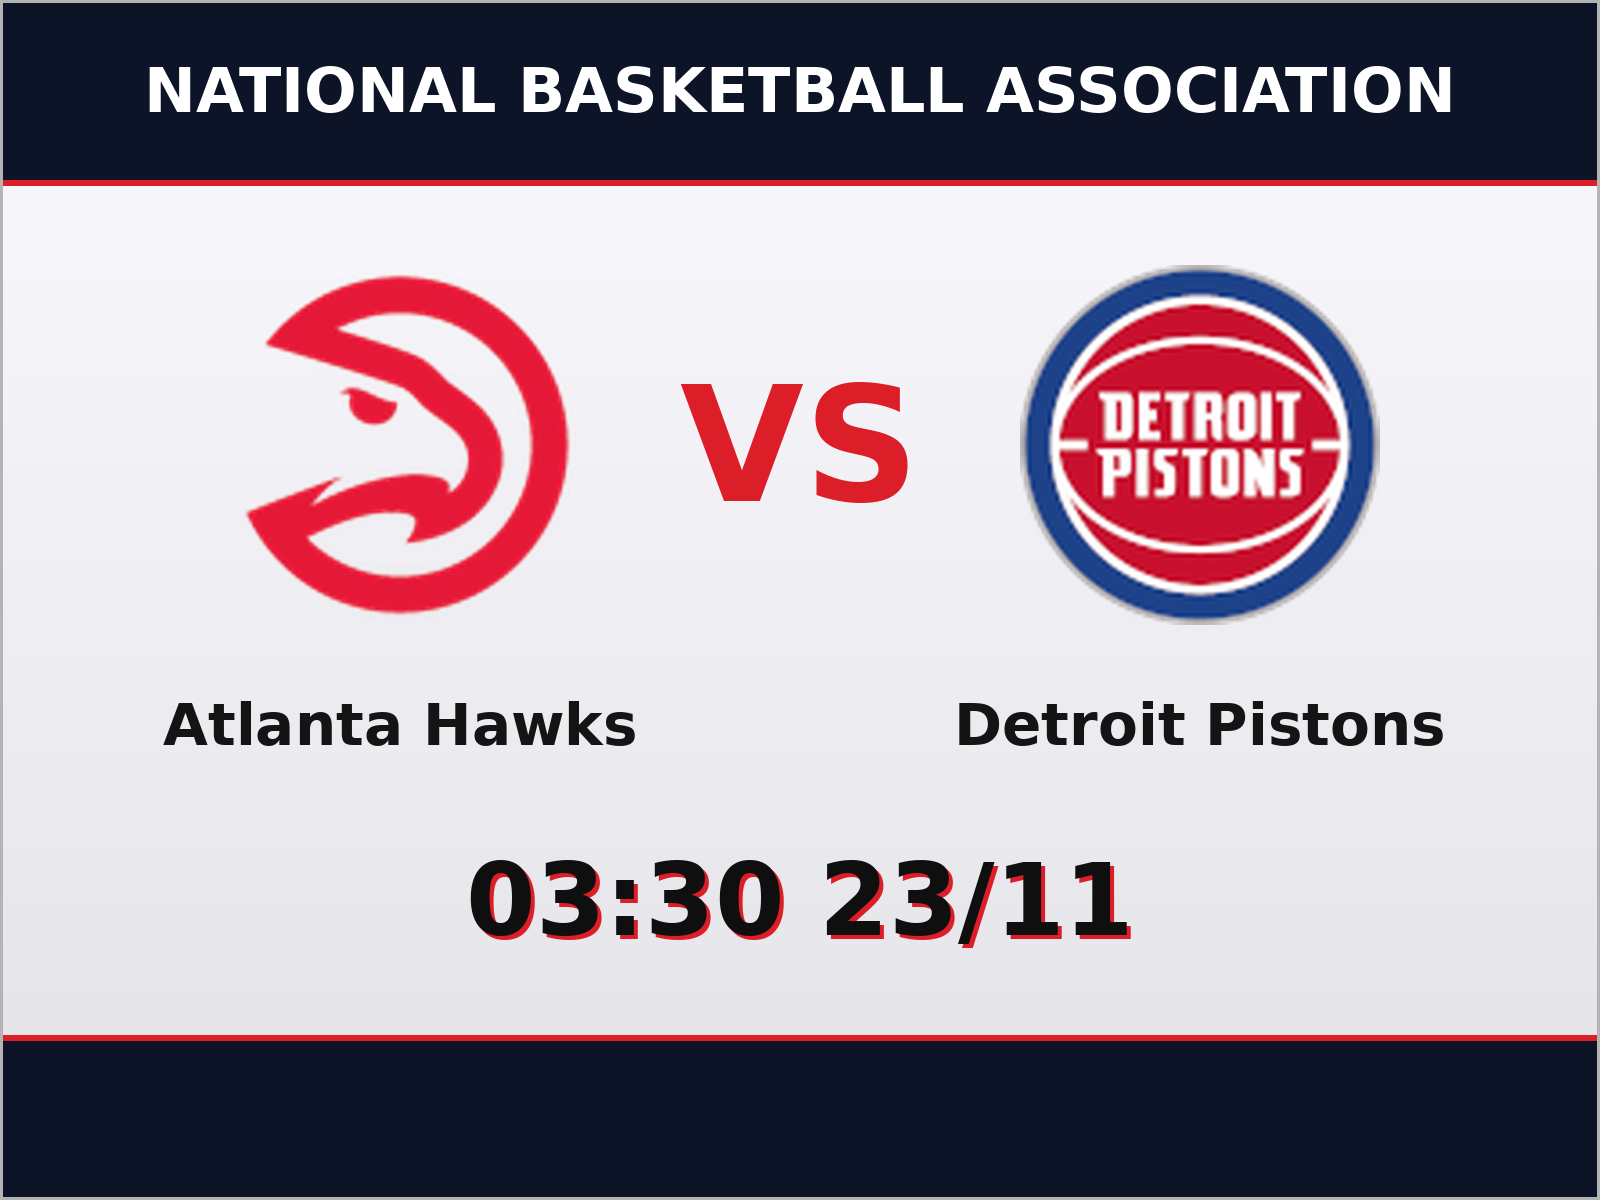 NATIONAL BASKETBALL ASSOCIATION
VS
DETROIT
PISTONS
Atlanta Hawks
Detroit Pistons
03:30 23/11